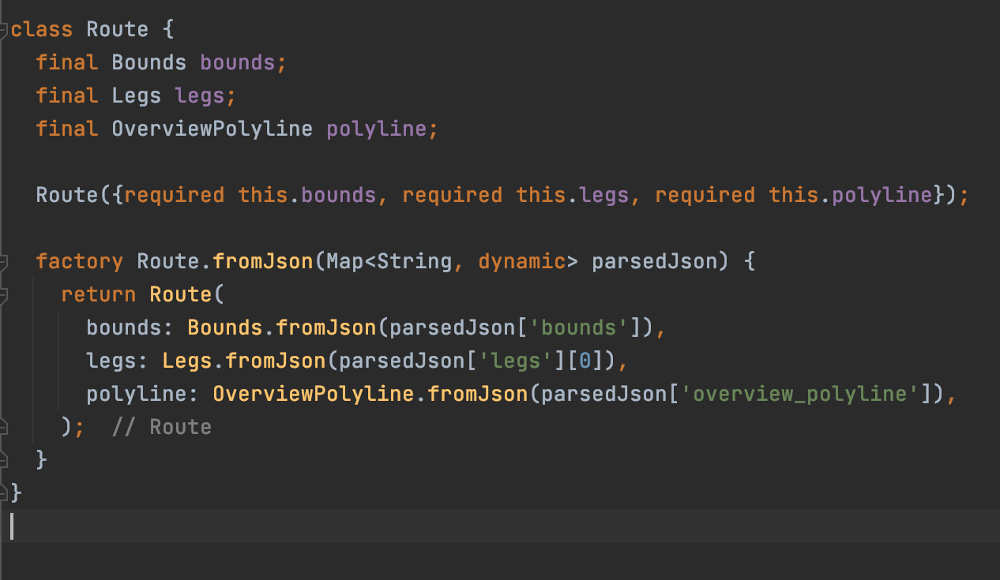 class Route {
  final Bounds bounds;
  final Legs legs;
  final OverviewPolyline polyline;

  Route({required this.bounds, required this.legs, required this.polyline});

  factory Route.fromJson(Map<String, dynamic> parsedJson) {
    return Route(
      bounds: Bounds.fromJson(parsedJson['bounds']),
      legs: Legs.fromJson(parsedJson['legs'][0]),
      polyline: OverviewPolyline.fromJson(parsedJson['overview_polyline']),
    );  // Route
  }
}